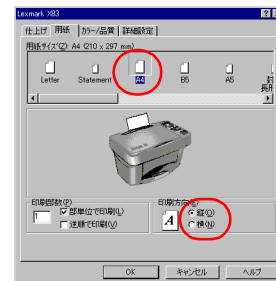 Lexmark X83
仕上げ 用紙 カラー/品質 詳細設定
用紙サイズ(Z): A4 (210 x 297 mm)
Letter Statement A4 B5 A5 封
長形
印刷部数(P)
1 部単位で印刷(L)
逆順で印刷(V)
印刷方向(E)
A 縦(O)
横(N)
OK キャンセル ヘルプ